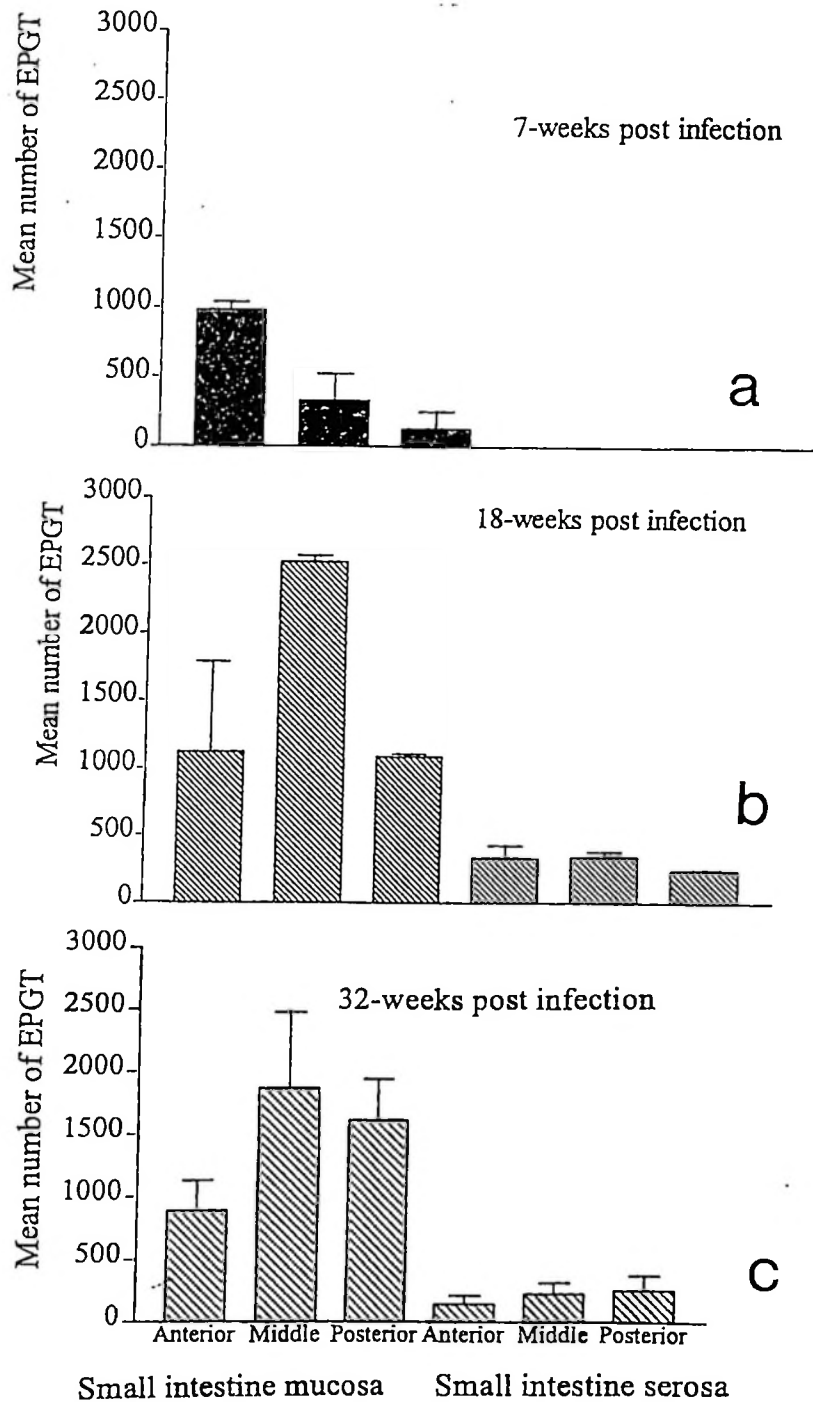 Mean number of EPGT
3000
2500
2000
1500
1000
500
0
7-weeks post infection
a
Mean number of EPGT
3000
2500
2000
1500
1000
500
0
18-weeks post infection
b
Mean number of EPGT
3000
2500
2000
1500
1000
500
0
32-weeks post infection
c
Anterior Middle Posterior Anterior Middle Posterior
Small intestine mucosa Small intestine serosa